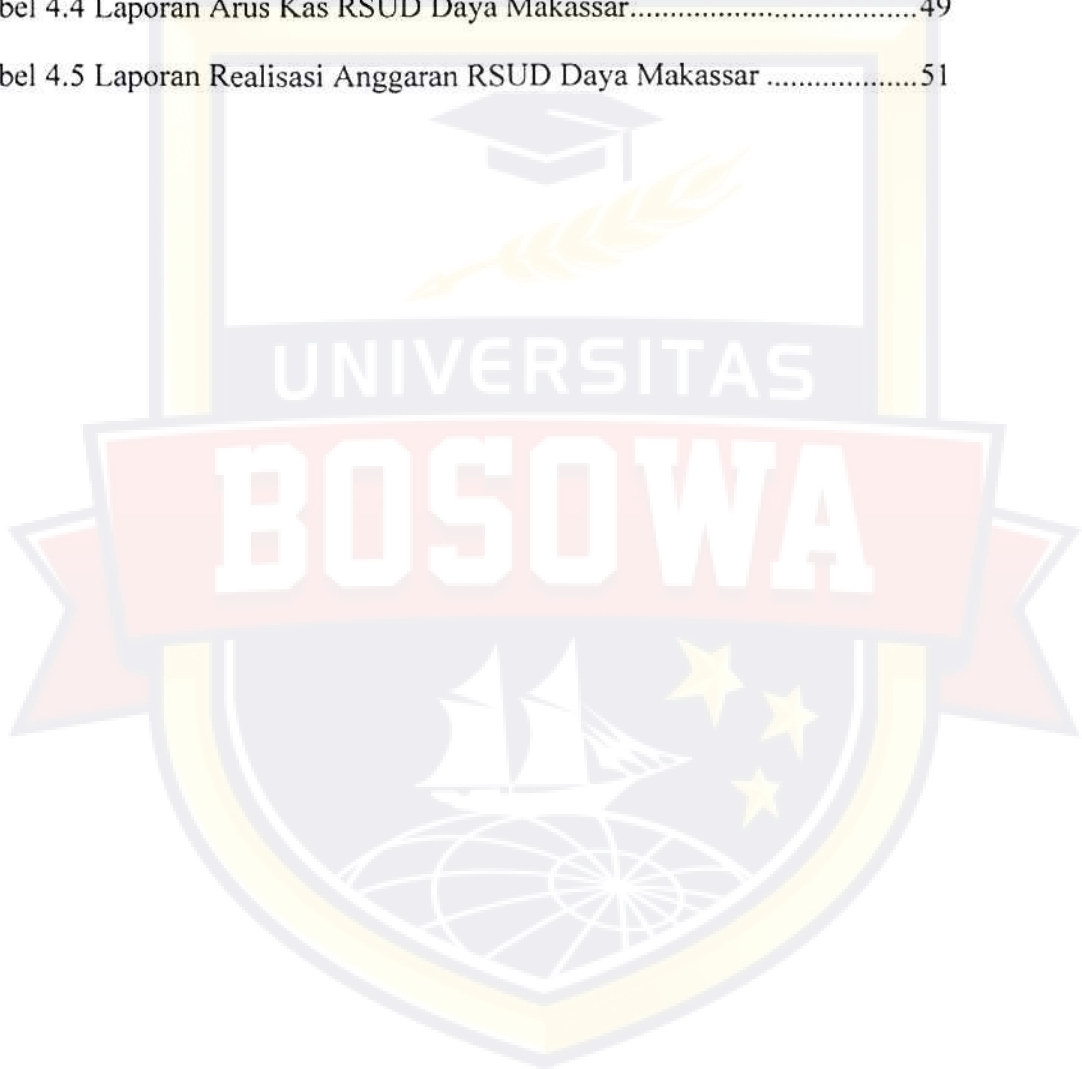 bel 4.4 Laporan Arus Kas RSUD Daya Makassar..................................49
bel 4.5 Laporan Realisasi Anggaran RSUD Daya Makassar ...................51
UNIVERSITAS
BOSOWA